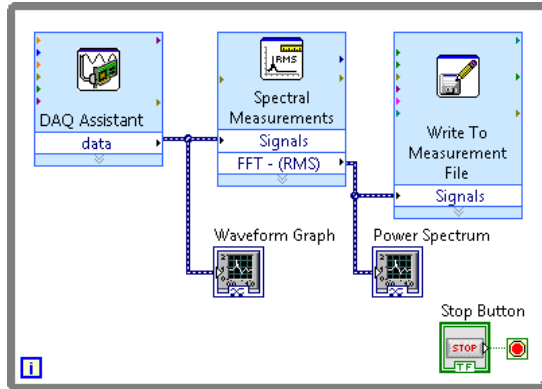 RMS
DAQ Assistant
data
Spectral
Measurements
Signals
FFT - (RMS)
Write To
Measurement
File
Signals
Waveform Graph
Power Spectrum
Stop Button
STOP
TF
i